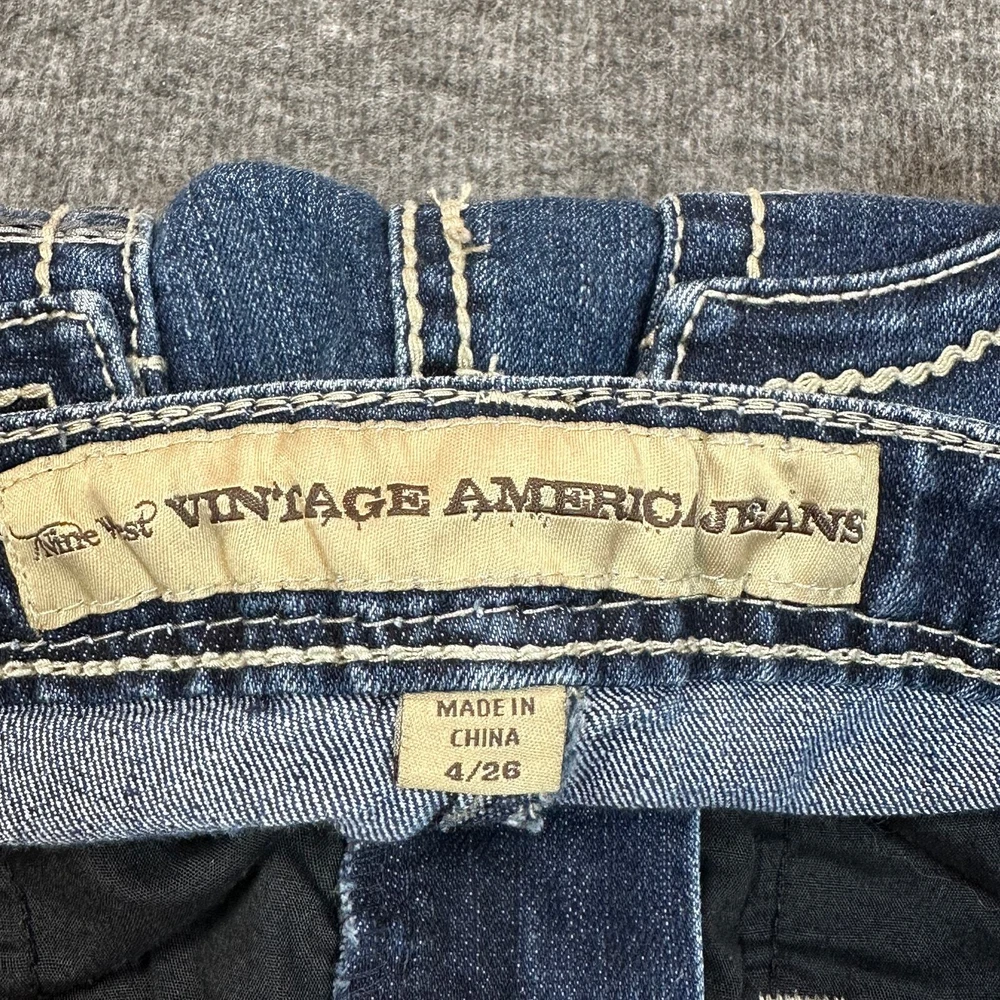 Nine West VINTAGE AMERICA JEANS
MADE IN
CHINA
4/26